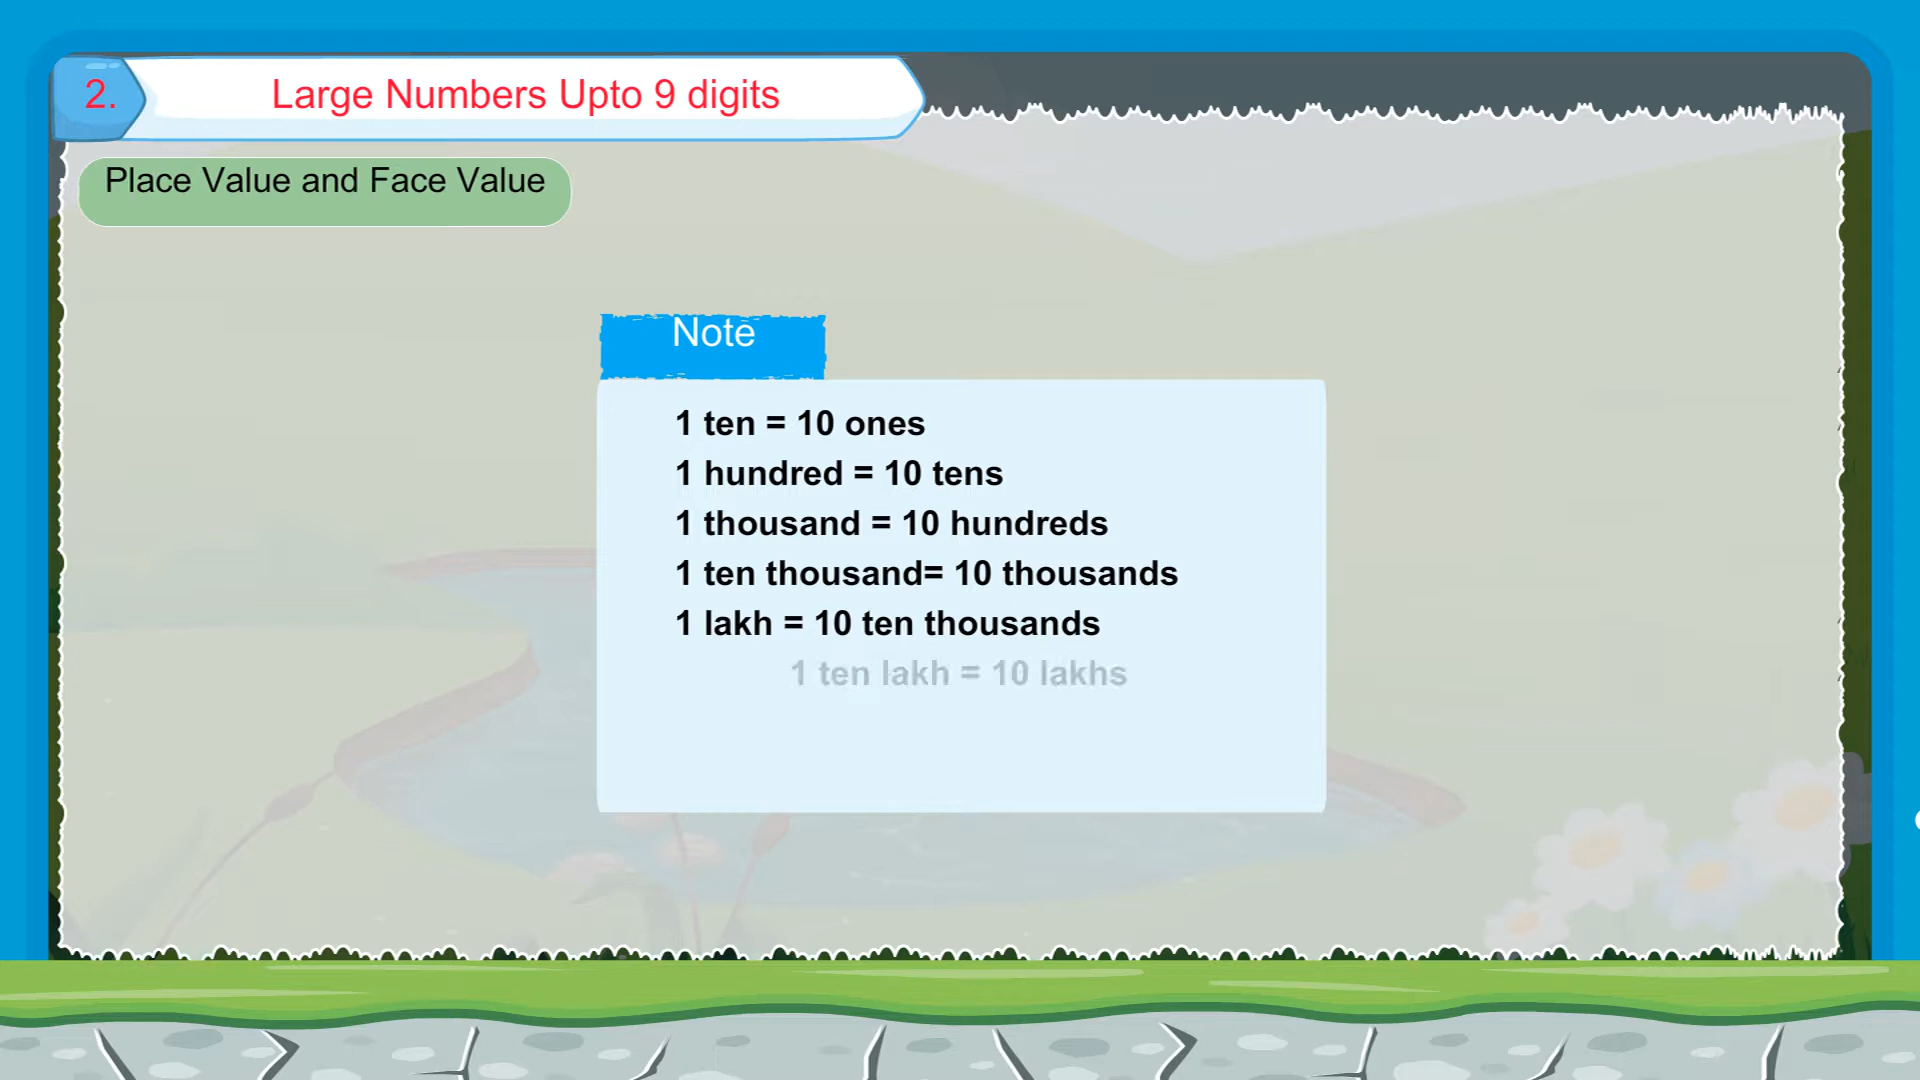 2.
Large Numbers Upto 9 digits
Place Value and Face Value
Note
1 ten = 10 ones
1 hundred = 10 tens
1 thousand = 10 hundreds
1 ten thousand= 10 thousands
1 lakh = 10 ten thousands
1 ten lakh = 10 lakhs